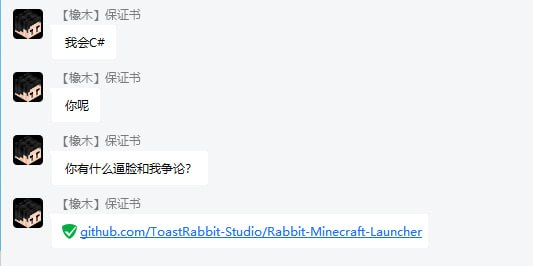 【橡木】保证书
我会C#
【橡木】保证书
你呢
【橡木】保证书
你有什么逼脸和我争论?
【橡木】保证书
github.com/ToastRabbit-Studio/Rabbit-Minecraft-Launcher